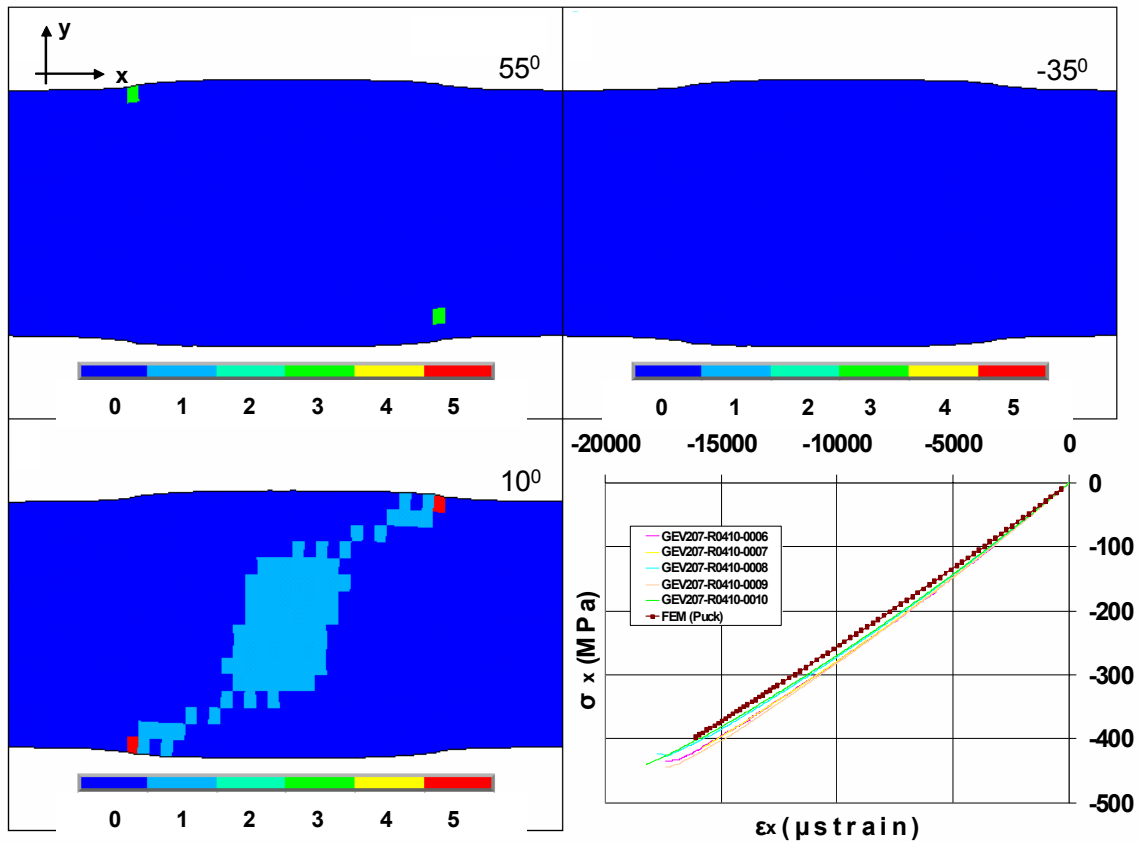 y
x
55⁰
0 1 2 3 4 5
-35⁰
0 1 2 3 4 5
10⁰
0 1 2 3 4 5
-20000 -15000 -10000 -5000 0
0
-100
-200
-300
-400
-500
GEV207-R0410-0006
GEV207-R0410-0007
GEV207-R0410-0008
GEV207-R0410-0009
GEV207-R0410-0010
FEM (Puck)
σx (MPa)
εx (μstrain)